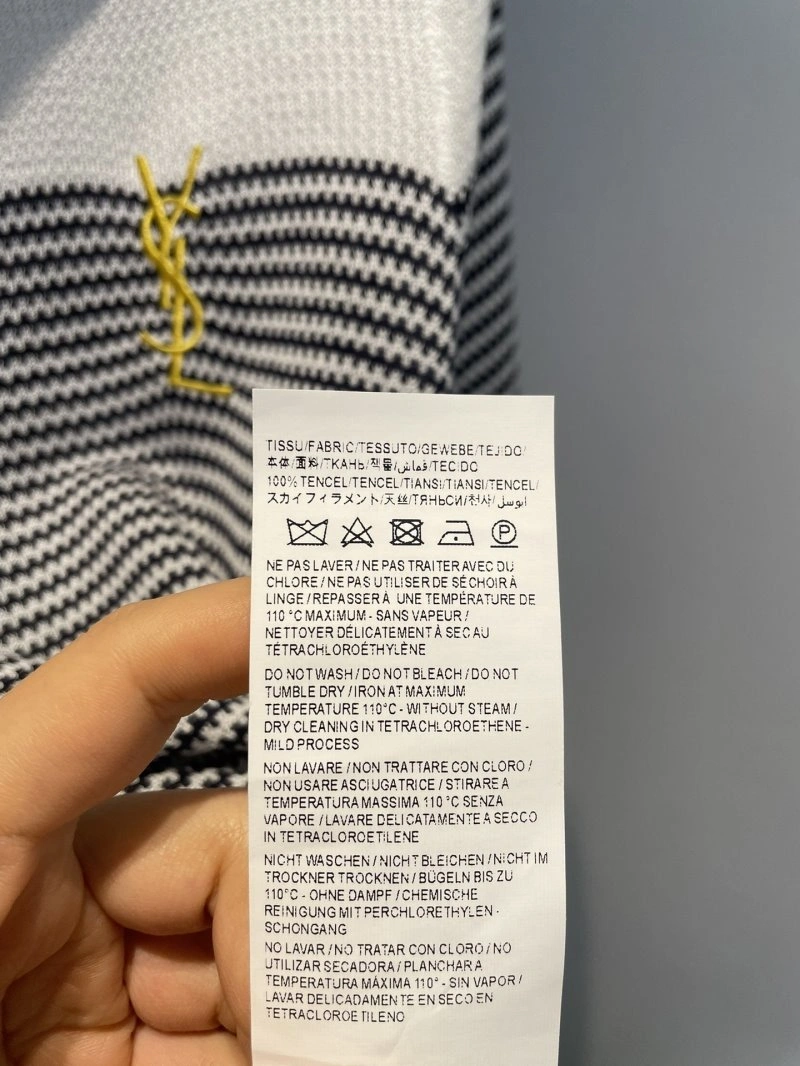 YSL
TISSU/FABRIC/TESSUTO/GEWEBE/TEJIDO/
本体/面料/ТКАНЬ/직물/قماش/TECIDO
100% TENCEL/TENCEL/TIANSI/TIANSI/TENCEL/
スカイフィラメント/天丝/ТЯНЬСИ/천사/
P
NE PAS LAVER / NE PAS TRAITER AVEC DU
CHLORE / NE PAS UTILISER DE SÉCHOIR À
LINGE / REPASSER À UNE TEMPÉRATURE DE
110 °C MAXIMUM - SANS VAPEUR /
NETTOYER DÉLICATEMENT À SEC AU
TÉTRACHLOROÉTHYLÈNE
DO NOT WASH / DO NOT BLEACH / DO NOT
TUMBLE DRY / IRON AT MAXIMUM
TEMPERATURE 110°C - WITHOUT STEAM /
DRY CLEANING IN TETRACHLOROETHENE -
MILD PROCESS
NON LAVARE / NON TRATTARE CON CLORO /
NON USARE ASCIUGATRICE / STIRARE A
TEMPERATURA MASSIMA 110 °C SENZA
VAPORE / LAVARE DELICATAMENTE A SECCO
IN TETRACLOROETILENE
NICHT WASCHEN / NICHT BLEICHEN / NICHT IM
TROCKNER TROCKNEN / BÜGELN BIS ZU
110°C - OHNE DAMPF / CHEMISCHE
REINIGUNG MIT PERCHLORETHYLEN -
SCHONGANG
NO LAVAR / NO TRATAR CON CLORO / NO
UTILIZAR SECADORA / PLANCHAR A
TEMPERATURA MÁXIMA 110° - SIN VAPOR /
LAVAR DELICADAMENTE EN SECO EN
TETRACLOROETILENO